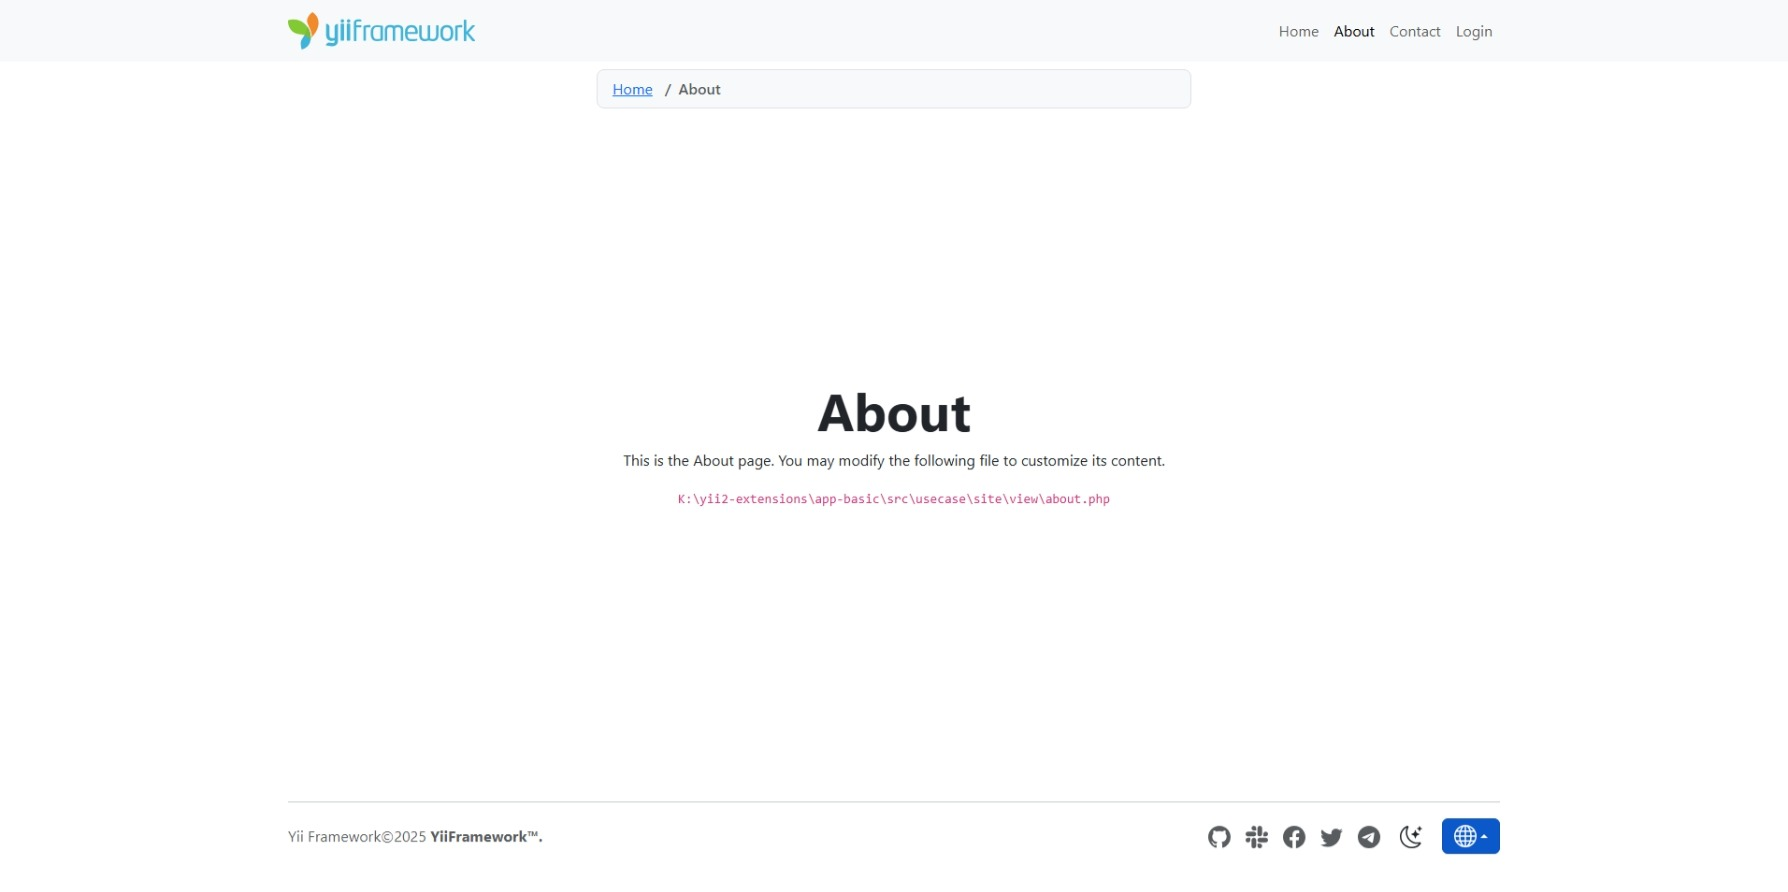 yiiframework
Home About Contact Login
Home / About
About
This is the About page. You may modify the following file to customize its content.
K:\yii2-extensions\app-basic\src\usecase\site\view\about.php
Yii Framework©2025 YiiFramework™.